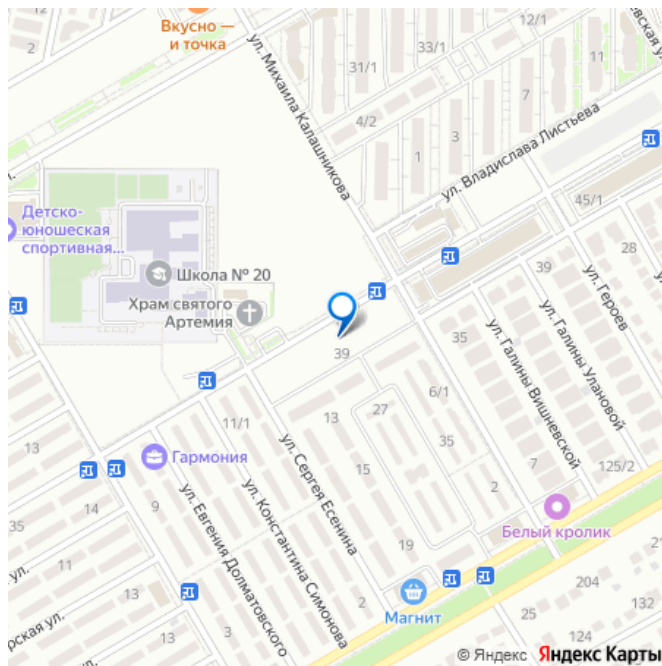 Вкусно —
и точка
12/1
2
33/1
11
31/1
7
ул. Михаила Калашникова
4/2
3
1
ул. Владислава Листьева
45/1
Детско-
юношеская
спортивная...
Школа № 20
Храм святого
Артемия
39
28
ул. Героев
35
ул. Галины Улановой
ул. Галины Вишневской
39
6/1
11/1
13
27
13
Гармония
35
15
ул. Сергея Есенина
7
125/2
2
14
9
35
Белый кролик
19
11
ул. Константина Симонова
ул. Евгения Долматовского
ул.
204
2
Магнит
132
рская ул.
13
3
25
124
© Яндекс Яндекс Карты